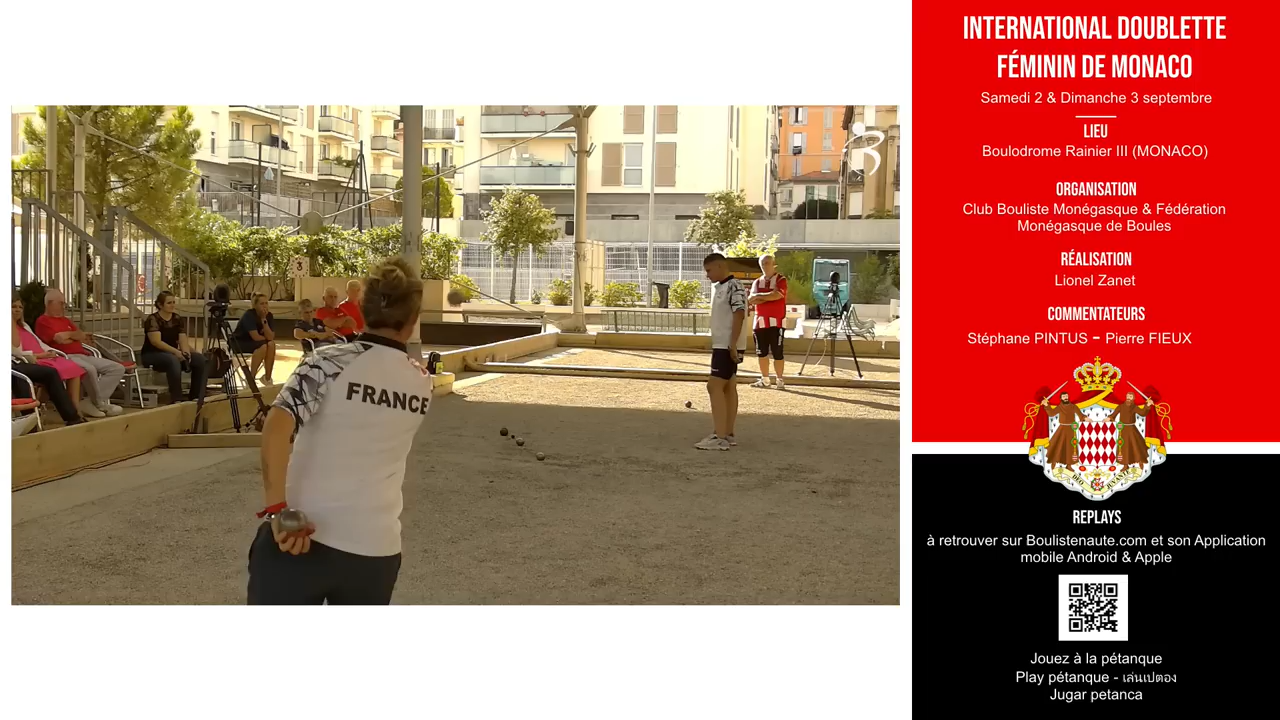 INTERNATIONAL DOUBLETTE
FÉMININ DE MONACO
Samedi 2 & Dimanche 3 septembre
LIEU
Boulodrome Rainier III (MONACO)
ORGANISATION
Club Bouliste Monégasque & Fédération
Monégasque de Boules
RÉALISATION
Lionel Zanet
COMMENTATEURS
Stéphane PINTUS - Pierre FIEUX
REPLAYS
à retrouver sur Boulistenaute.com et son Application
mobile Android & Apple
Jouez à la pétanque
Play pétanque - เล่นเปตอง
Jugar petanca
FRANCE
3